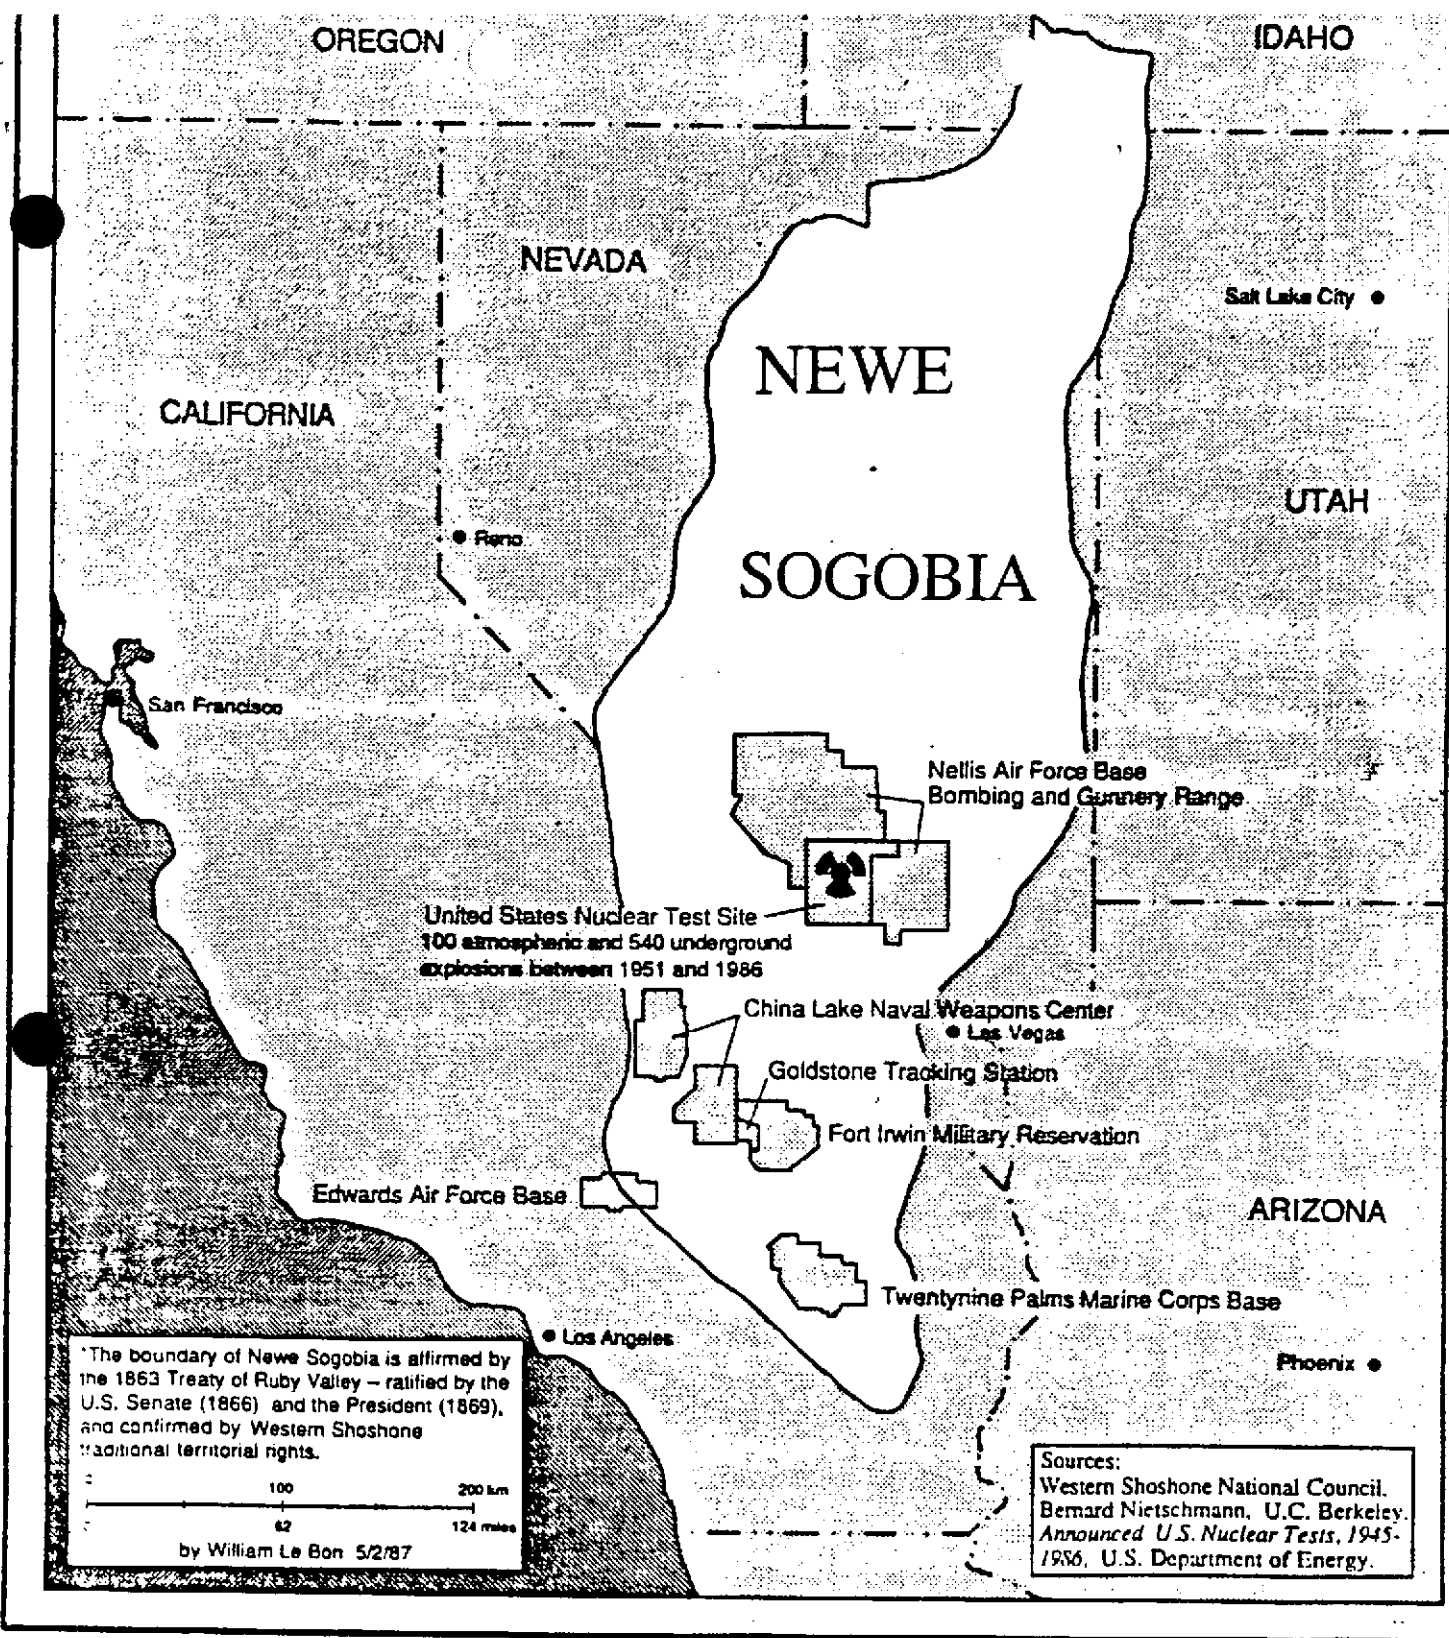 OREGON
IDAHO
NEVADA
Salt Lake City
NEWE
CALIFORNIA
UTAH
Reno
SOGOBIA
San Francisco
Nellis Air Force Base
Bombing and Gunnery Range
United States Nuclear Test Site
100 atmospheric and 540 underground
explosions between 1951 and 1986
China Lake Naval Weapons Center
Las Vegas
Goldstone Tracking Station
Fort Irwin Military Reservation
Edwards Air Force Base
ARIZONA
Twentynine Palms Marine Corps Base
Los Angeles
Phoenix
*The boundary of Newe Sogobia is affirmed by
the 1863 Treaty of Ruby Valley – ratified by the
U.S. Senate (1866) and the President (1869),
and confirmed by Western Shoshone
traditional territorial rights.
100 200 km
62 124 miles
by William Le Bon 5/2/87
Sources:
Western Shoshone National Council.
Bernard Nietschmann, U.C. Berkeley.
Announced U.S. Nuclear Tests, 1945-
1986, U.S. Department of Energy.